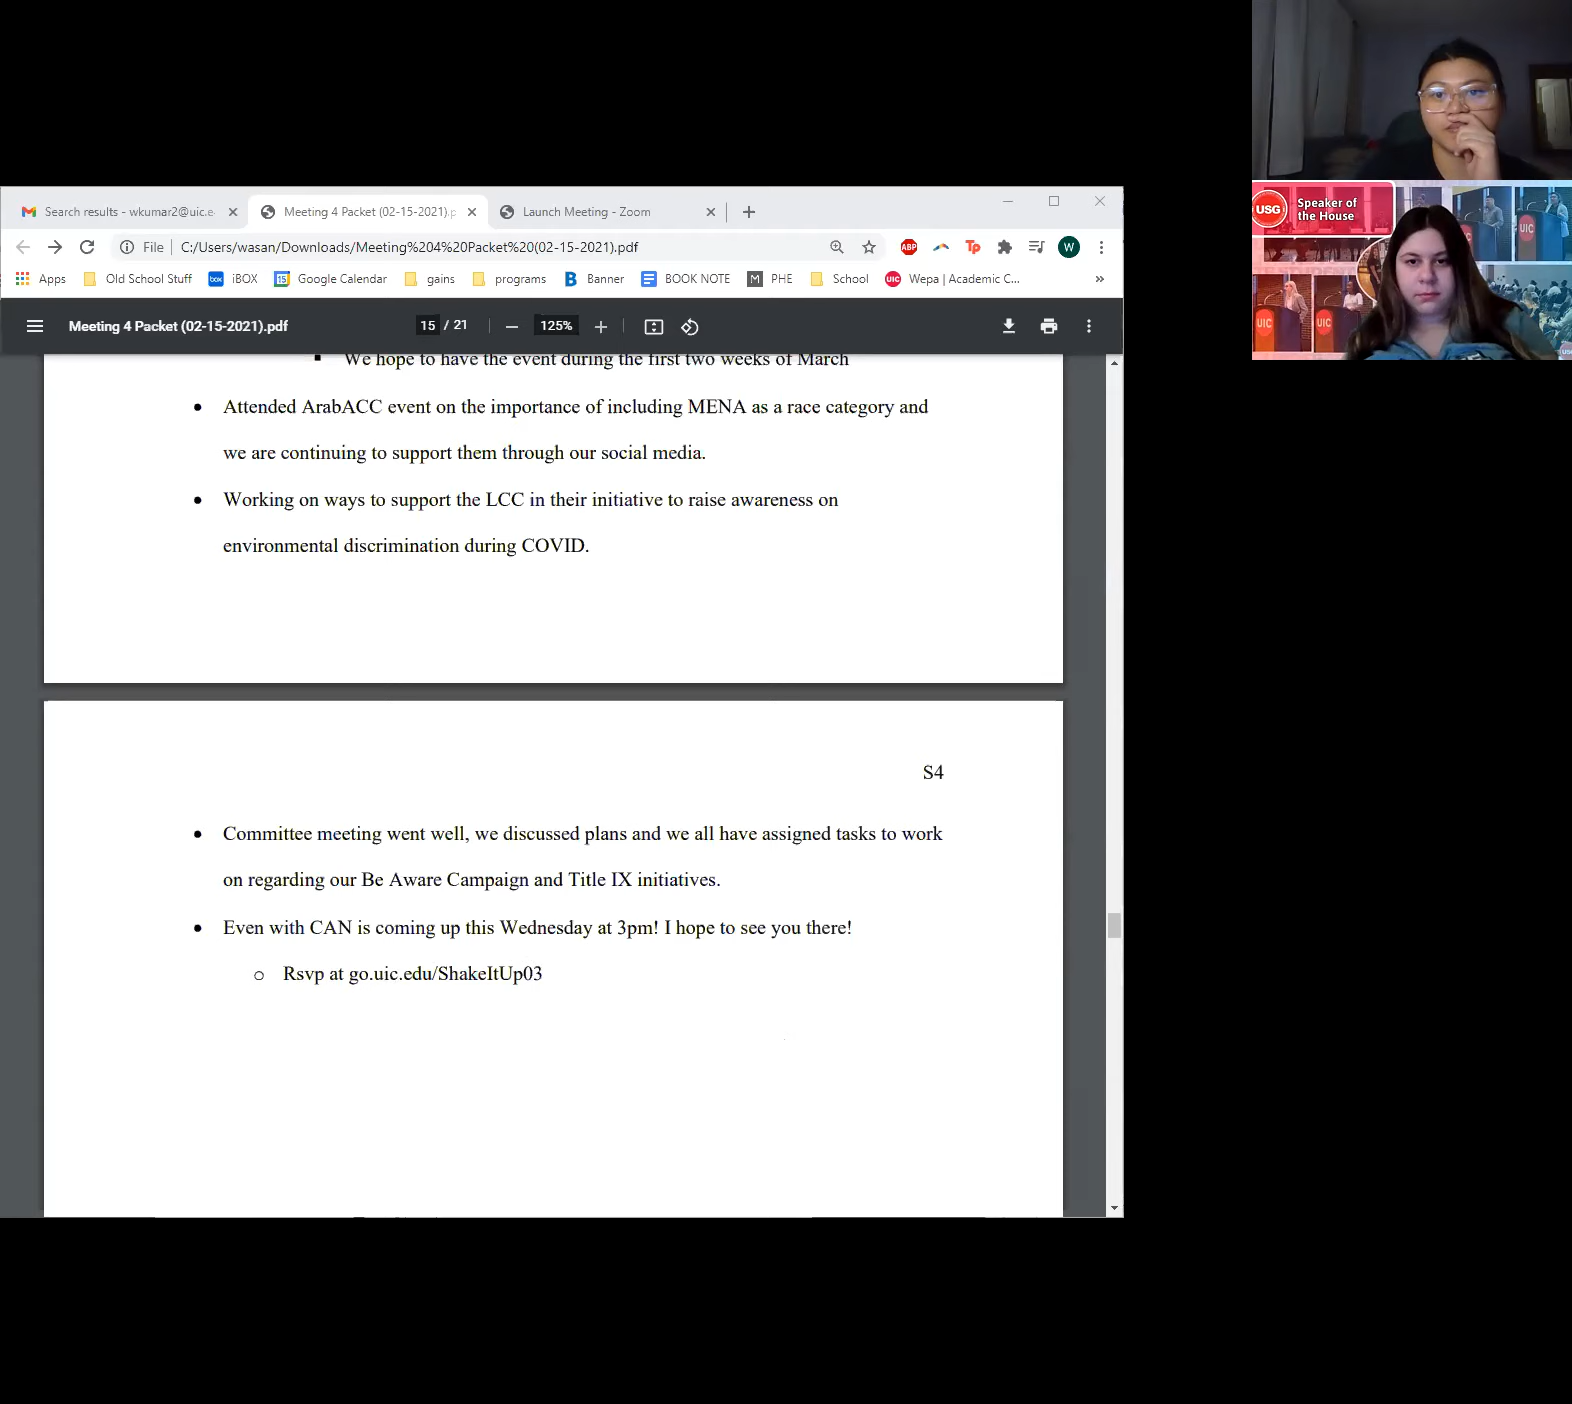 Search results - wkumar2@uic.e
Meeting 4 Packet (02-15-2021).p
Launch Meeting - Zoom
File
C:/Users/wasan/Downloads/Meeting%204%20Packet%20(02-15-2021).pdf
ABP
Tp
W
Apps
Old School Stuff
box
iBOX
15
Google Calendar
gains
programs
B
Banner
BOOK NOTE
M
PHE
School
UIC
Wepa | Academic C...
»
Meeting 4 Packet (02-15-2021).pdf
15 / 21
125%
We hope to have the event during the first two weeks of March
• Attended ArabACC event on the importance of including MENA as a race category and
we are continuing to support them through our social media.
• Working on ways to support the LCC in their initiative to raise awareness on
environmental discrimination during COVID.
S4
• Committee meeting went well, we discussed plans and we all have assigned tasks to work
on regarding our Be Aware Campaign and Title IX initiatives.
• Even with CAN is coming up this Wednesday at 3pm! I hope to see you there!
o Rsvp at go.uic.edu/ShakeItUp03
USG
Speaker of
the House
UIC
UIC
UIC